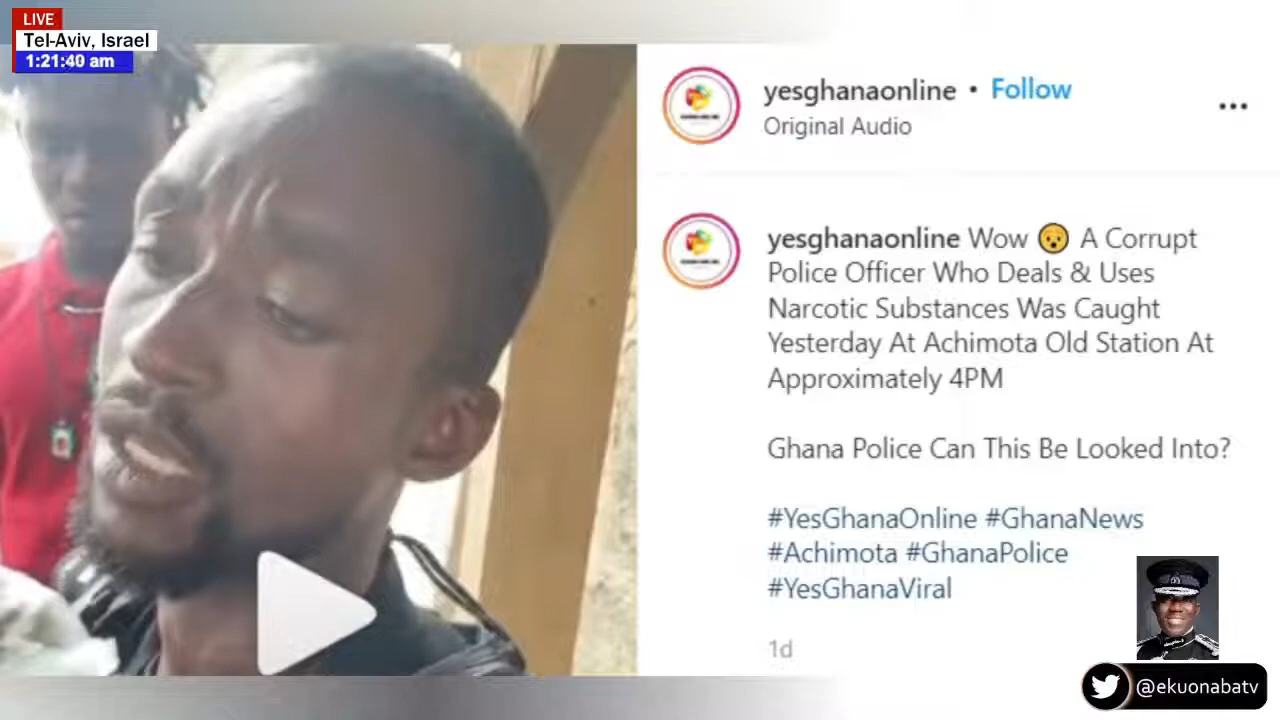 LIVE
Tel-Aviv, Israel
1:21:40 am
yesghanaonline • Follow
Original Audio
yesghanaonline Wow 😯 A Corrupt
Police Officer Who Deals & Uses
Narcotic Substances Was Caught
Yesterday At Achimota Old Station At
Approximately 4PM
Ghana Police Can This Be Looked Into?
#YesGhanaOnline #GhanaNews
#Achimota #GhanaPolice
#YesGhanaViral
1d
@ekuonabatv